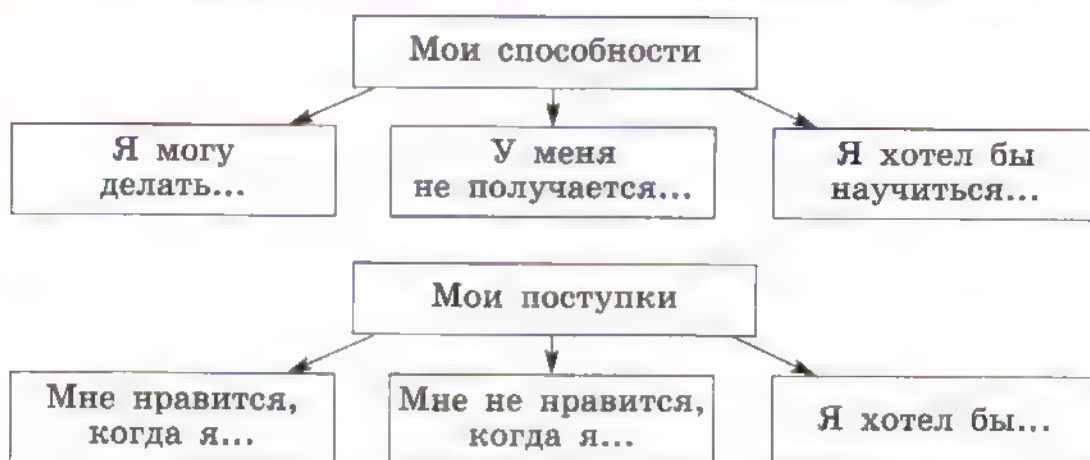 Мои способности
Я могу
делать...
У меня
не получается...
Я хотел бы
научиться...
Мои поступки
Мне нравится,
когда я...
Мне не нравится,
когда я...
Я хотел бы...